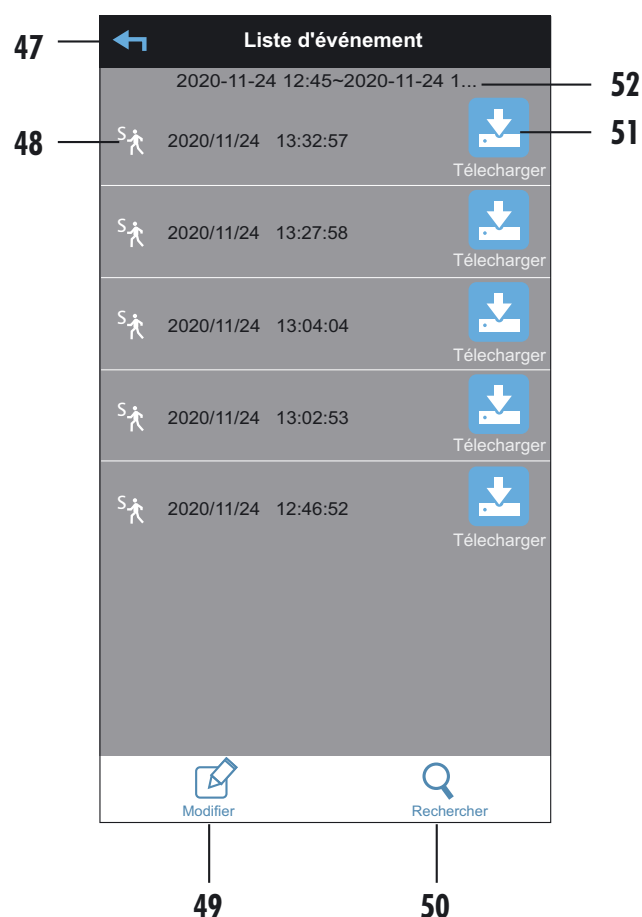 47
Liste d'événement
2020-11-24 12:45~2020-11-24 1...
52
48
S
2020/11/24 13:32:57
51
Télecharger
S
2020/11/24 13:27:58
Télecharger
S
2020/11/24 13:04:04
Télecharger
S
2020/11/24 13:02:53
Télecharger
S
2020/11/24 12:46:52
Télecharger
Modifier
Rechercher
49
50